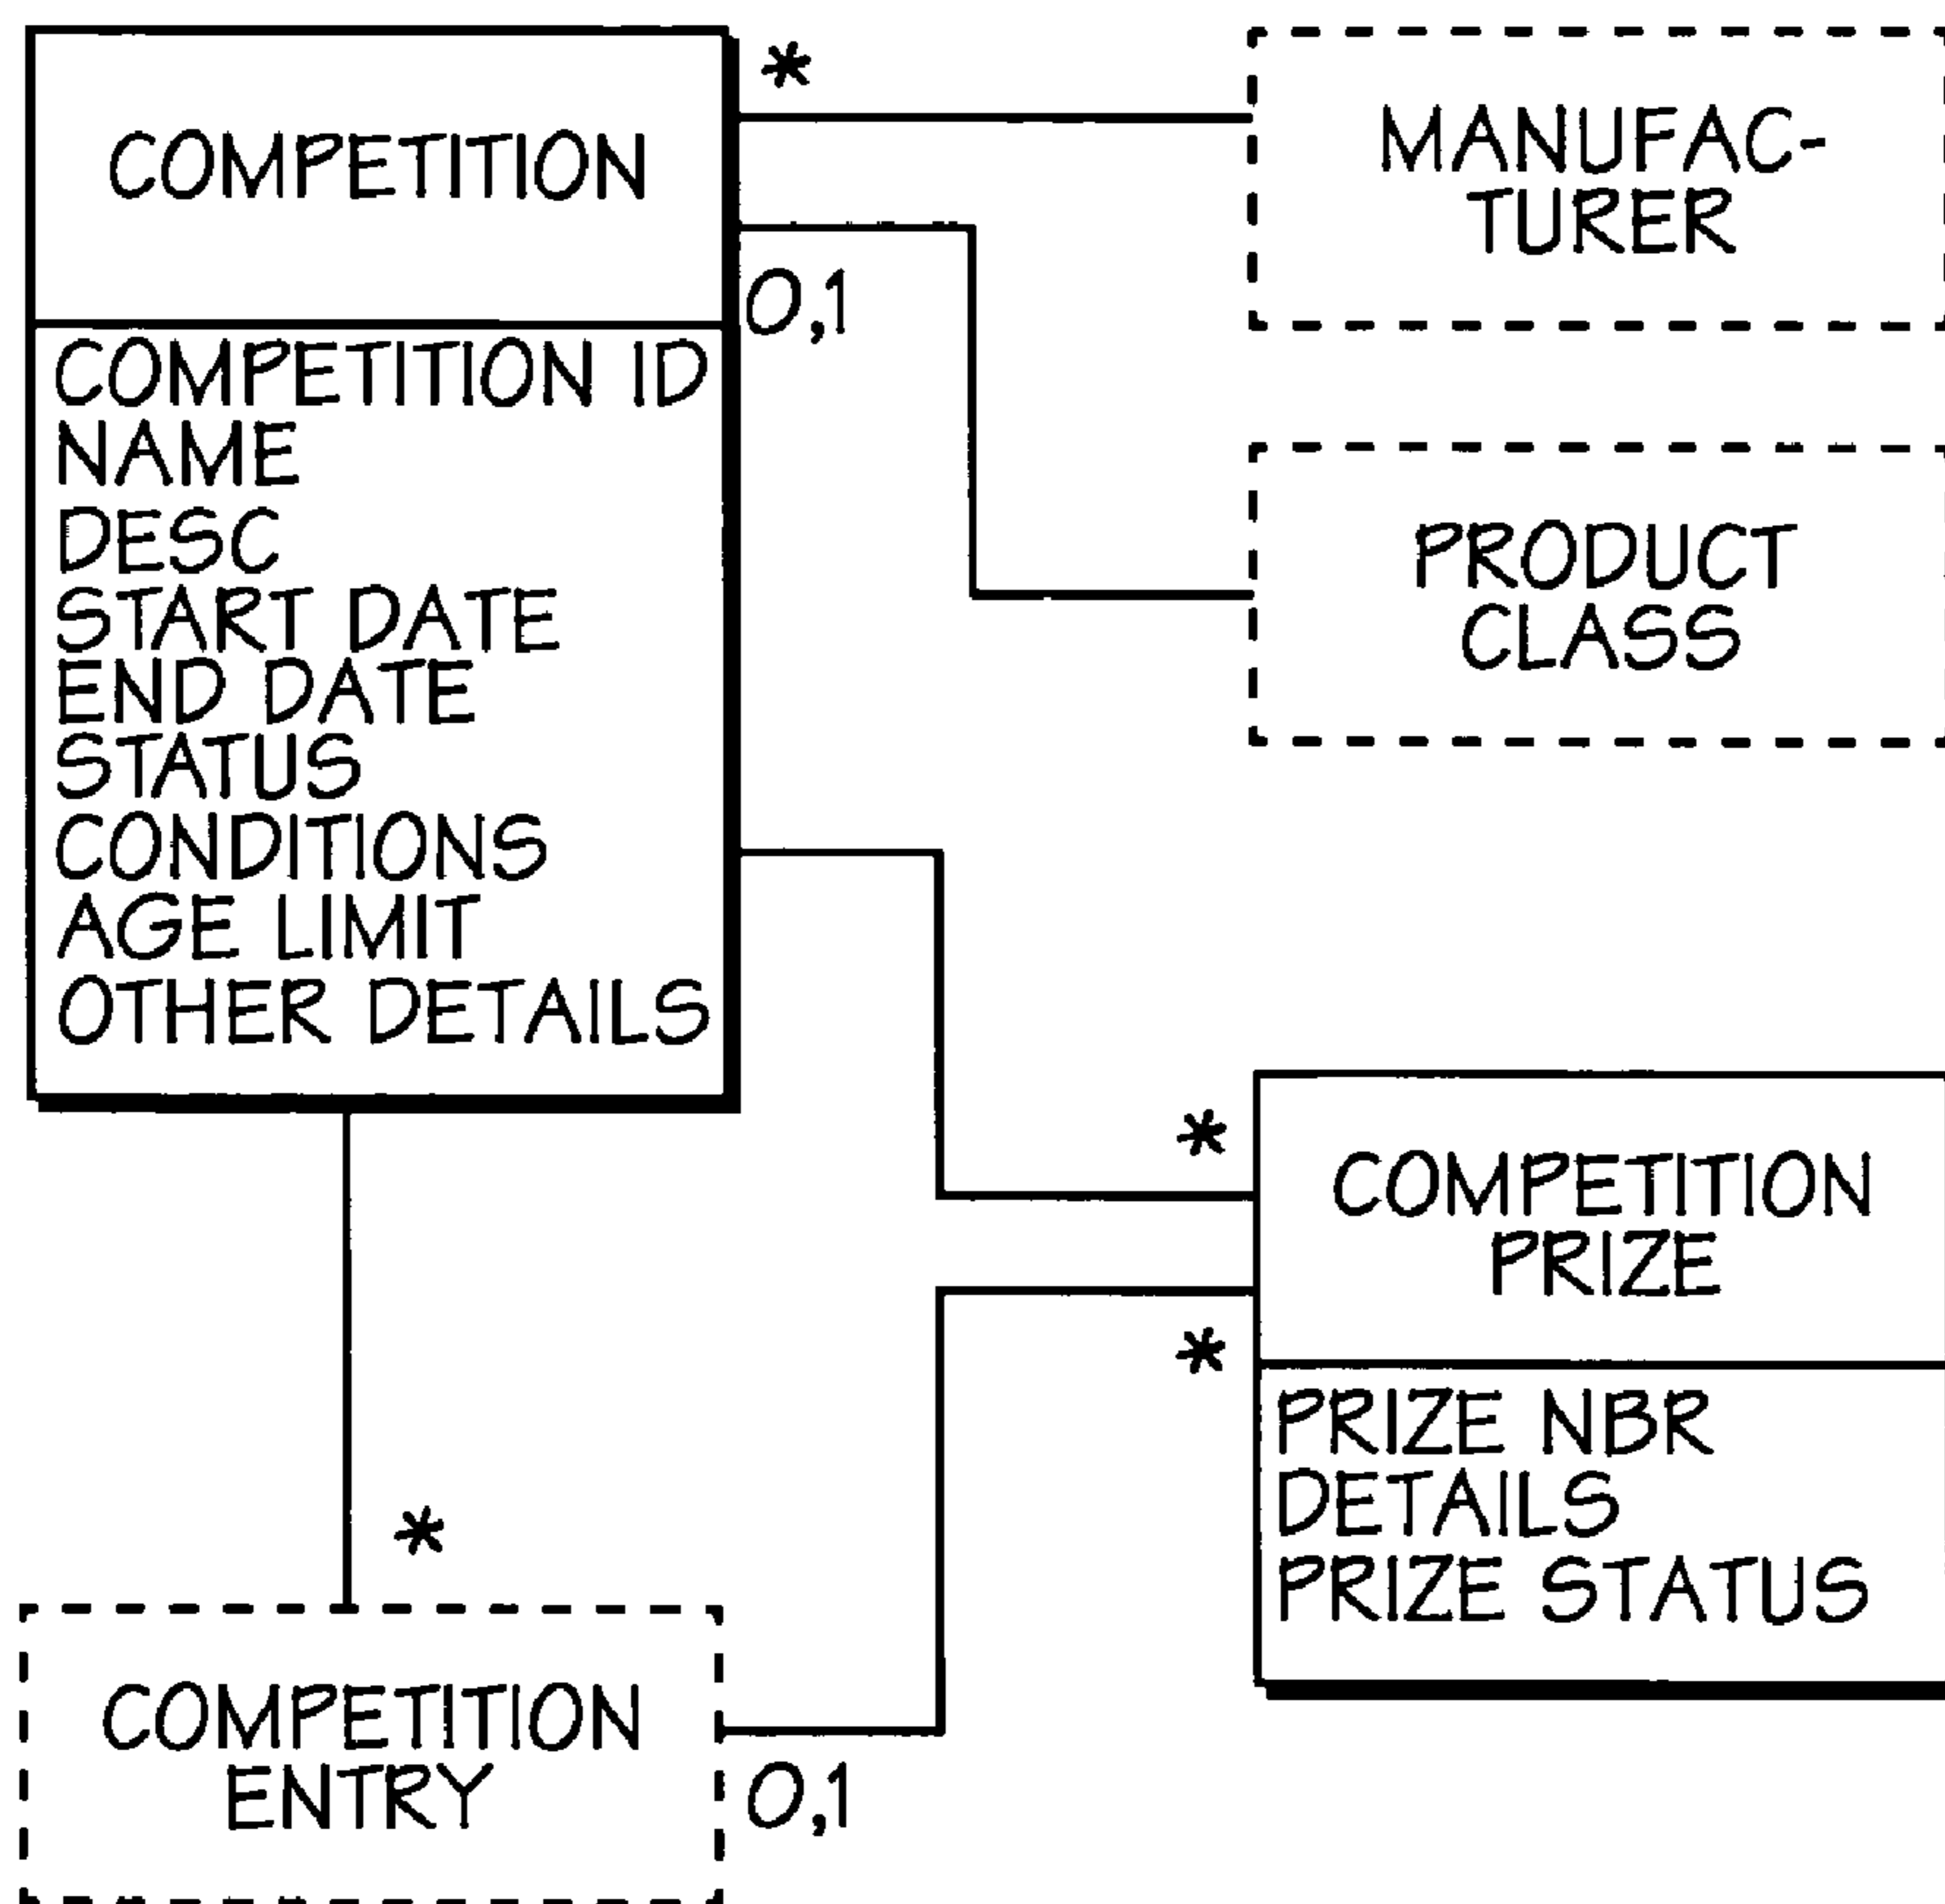 COMPETITION
*
0,1
COMPETITION ID
NAME
DESC
START DATE
END DATE
STATUS
CONDITIONS
AGE LIMIT
OTHER DETAILS
MANUFAC-
TURER
PRODUCT
CLASS
*
COMPETITION
PRIZE
*
PRIZE NBR
DETAILS
PRIZE STATUS
*
COMPETITION
ENTRY
0,1